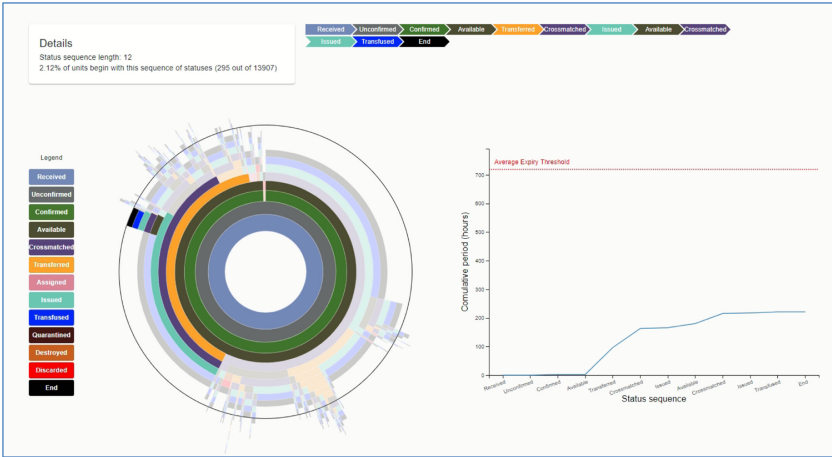 Details
Status sequence length: 12
2.12% of units begin with this sequence of statuses (295 out of 13907)
Received Unconfirmed Confirmed Available Transferred Crossmatched Issued Available Crossmatched
Issued Transfused End
Legend
Received
Unconfirmed
Confirmed
Available
Crossmatched
Transferred
Assigned
Issued
Transfused
Quarantined
Destroyed
Discarded
End
Average Expiry Threshold
700
600
500
400
300
200
100
0
Comulative period (hours)
Received Unconfirmed Confirmed Available Transferred Crossmatched Issued Available Crossmatched Issued Transfused End
Status sequence